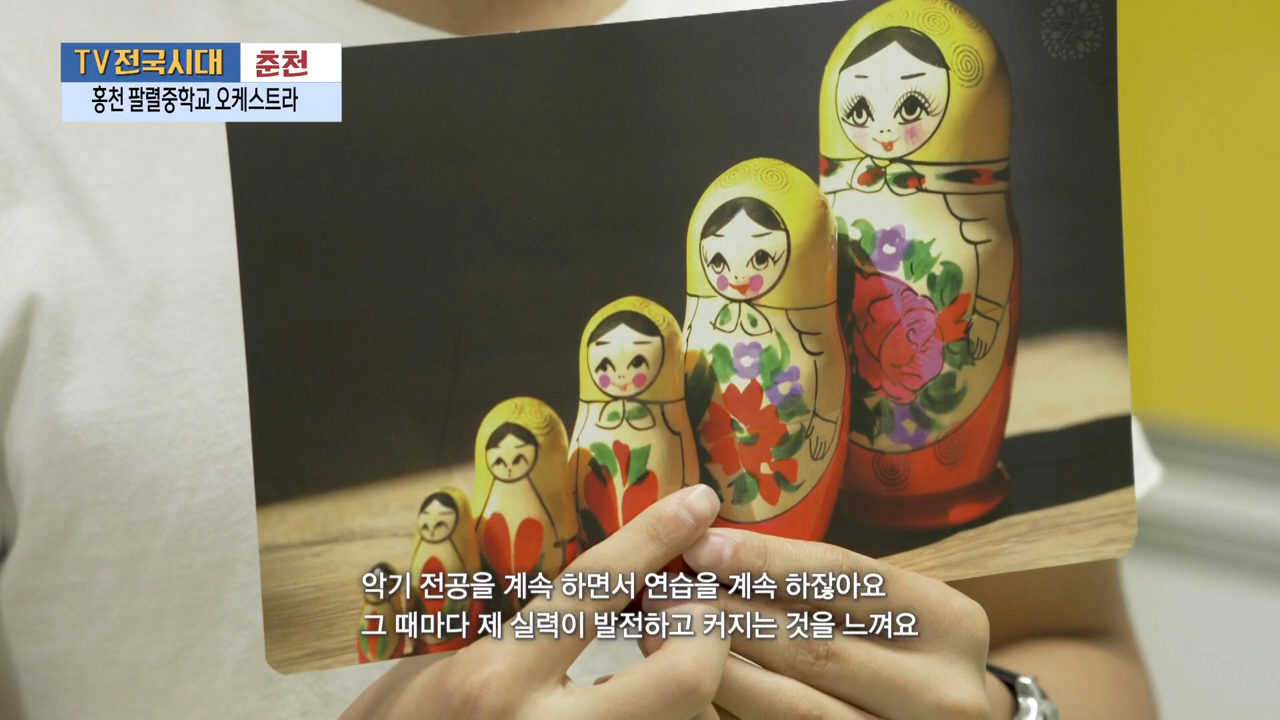 TV전국시대 춘천
홍천 팔렬중학교 오케스트라
악기 전공을 계속 하면서 연습을 계속 하잖아요
그 때마다 제 실력이 발전하고 커지는 것을 느껴요